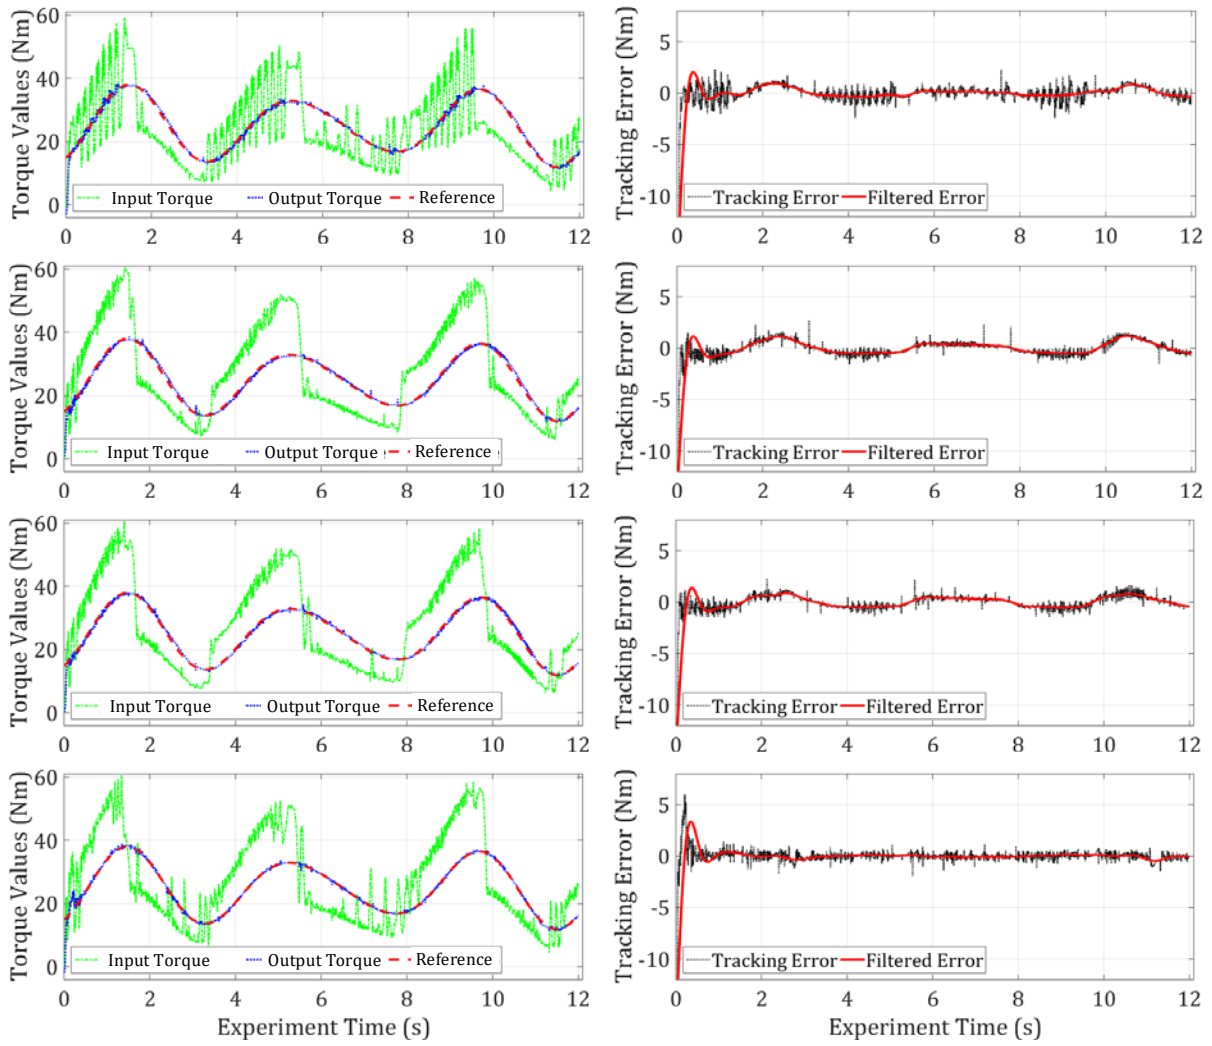 Torque Values (Nm)
60
40
20
0
Input Torque Output Torque Reference
0 2 4 6 8 10 12
Tracking Error (Nm)
5
0
-5
-10
Tracking Error Filtered Error
0 2 4 6 8 10 12
Torque Values (Nm)
60
40
20
0
Input Torque Output Torque Reference
0 2 4 6 8 10 12
Tracking Error (Nm)
5
0
-5
-10
Tracking Error Filtered Error
0 2 4 6 8 10 12
Torque Values (Nm)
60
40
20
0
Input Torque Output Torque Reference
0 2 4 6 8 10 12
Tracking Error (Nm)
5
0
-5
-10
Tracking Error Filtered Error
0 2 4 6 8 10 12
Torque Values (Nm)
60
40
20
0
Input Torque Output Torque Reference
0 2 4 6 8 10 12
Experiment Time (s)
Tracking Error (Nm)
5
0
-5
-10
Tracking Error Filtered Error
0 2 4 6 8 10 12
Experiment Time (s)